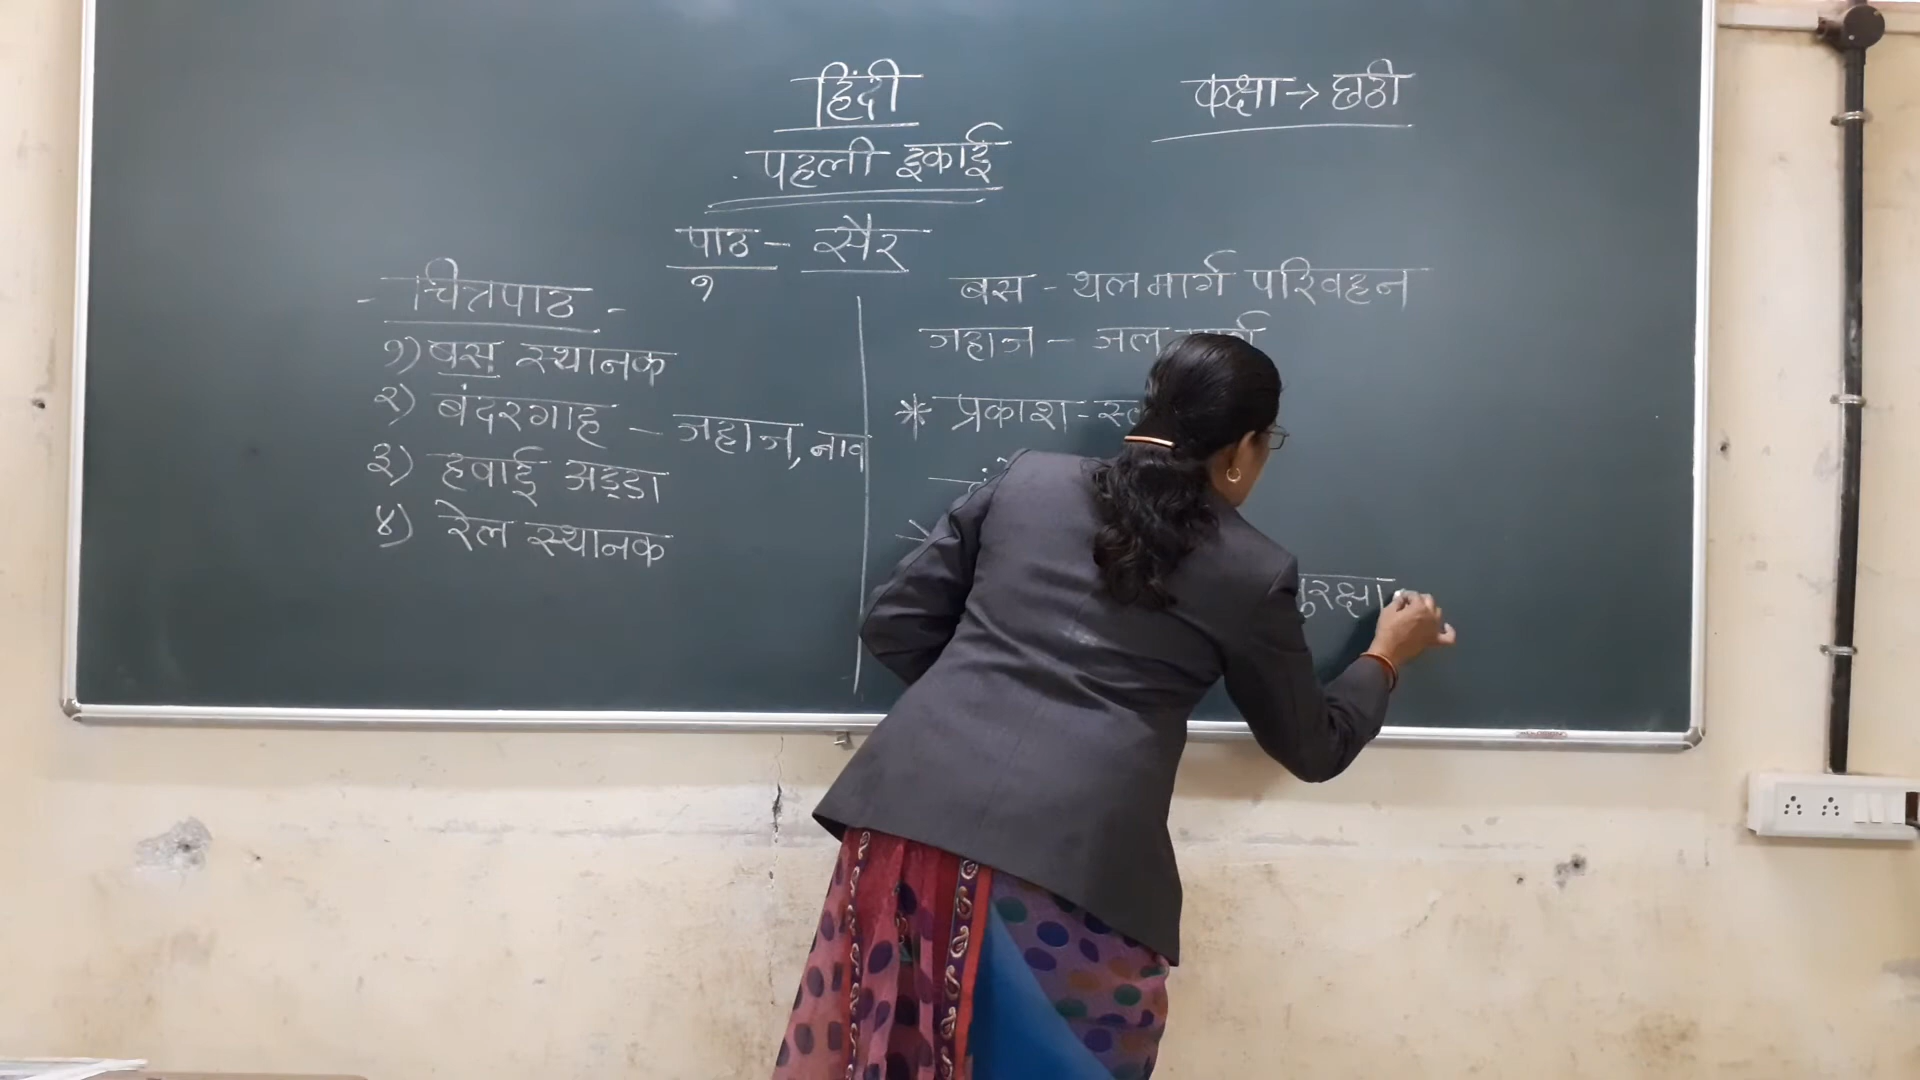 हिंदी
कक्षा → छठी
पहली इकाई
पाठ - सैर
१
- चित्रपाठ -
१) बस स्थानक
२) बंदरगाह - जहाज, नाव
३) हवाई अड्डा
४) रेल स्थानक
बस - थलमार्ग परिवहन
जहाज - जल
* प्रकाश -
सुरक्षा